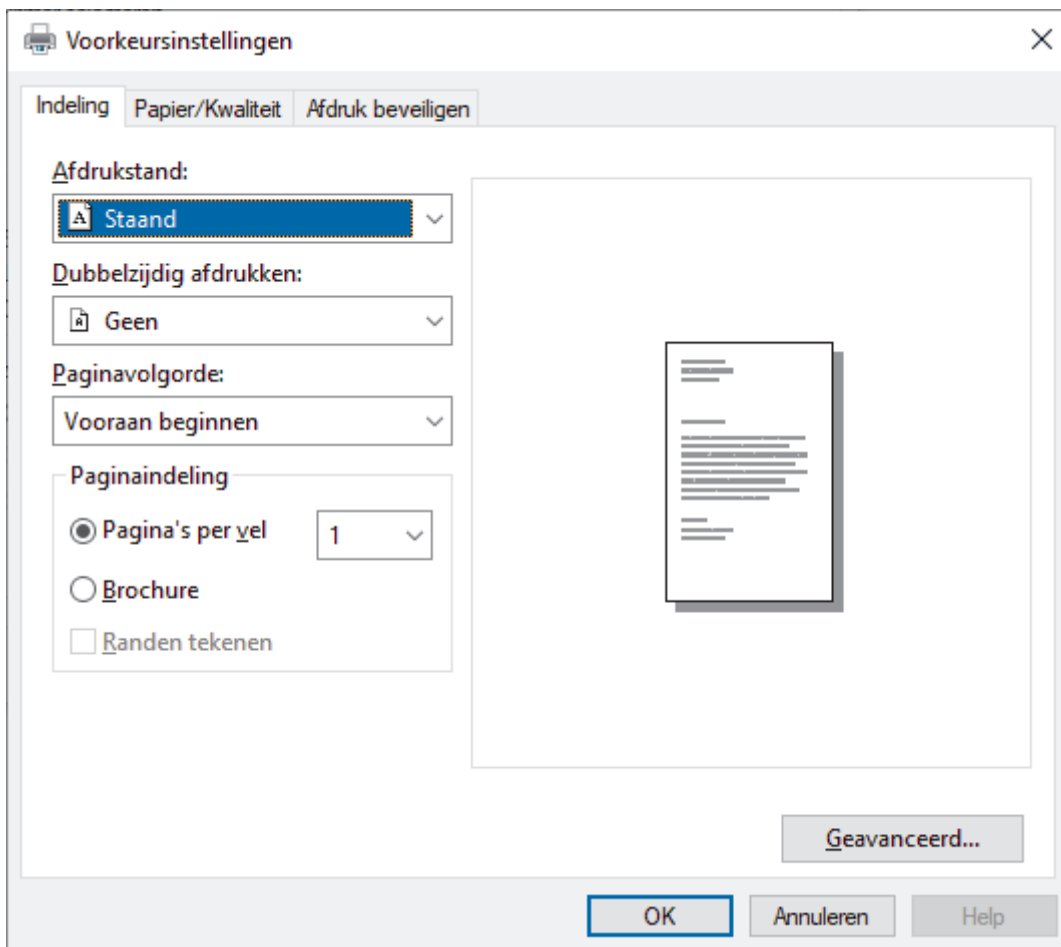 Voorkeursinstellingen
Indeling Papier/Kwaliteit Afdruk beveiligen
Afdrukstand:
A Staand
Dubbelzijdig afdrukken:
A Geen
Paginavolgorde:
Vooraan beginnen
Paginaindeling
Pagina's per vel 1
Brochure
Randen tekenen
Geavanceerd...
OK Annuleren Help